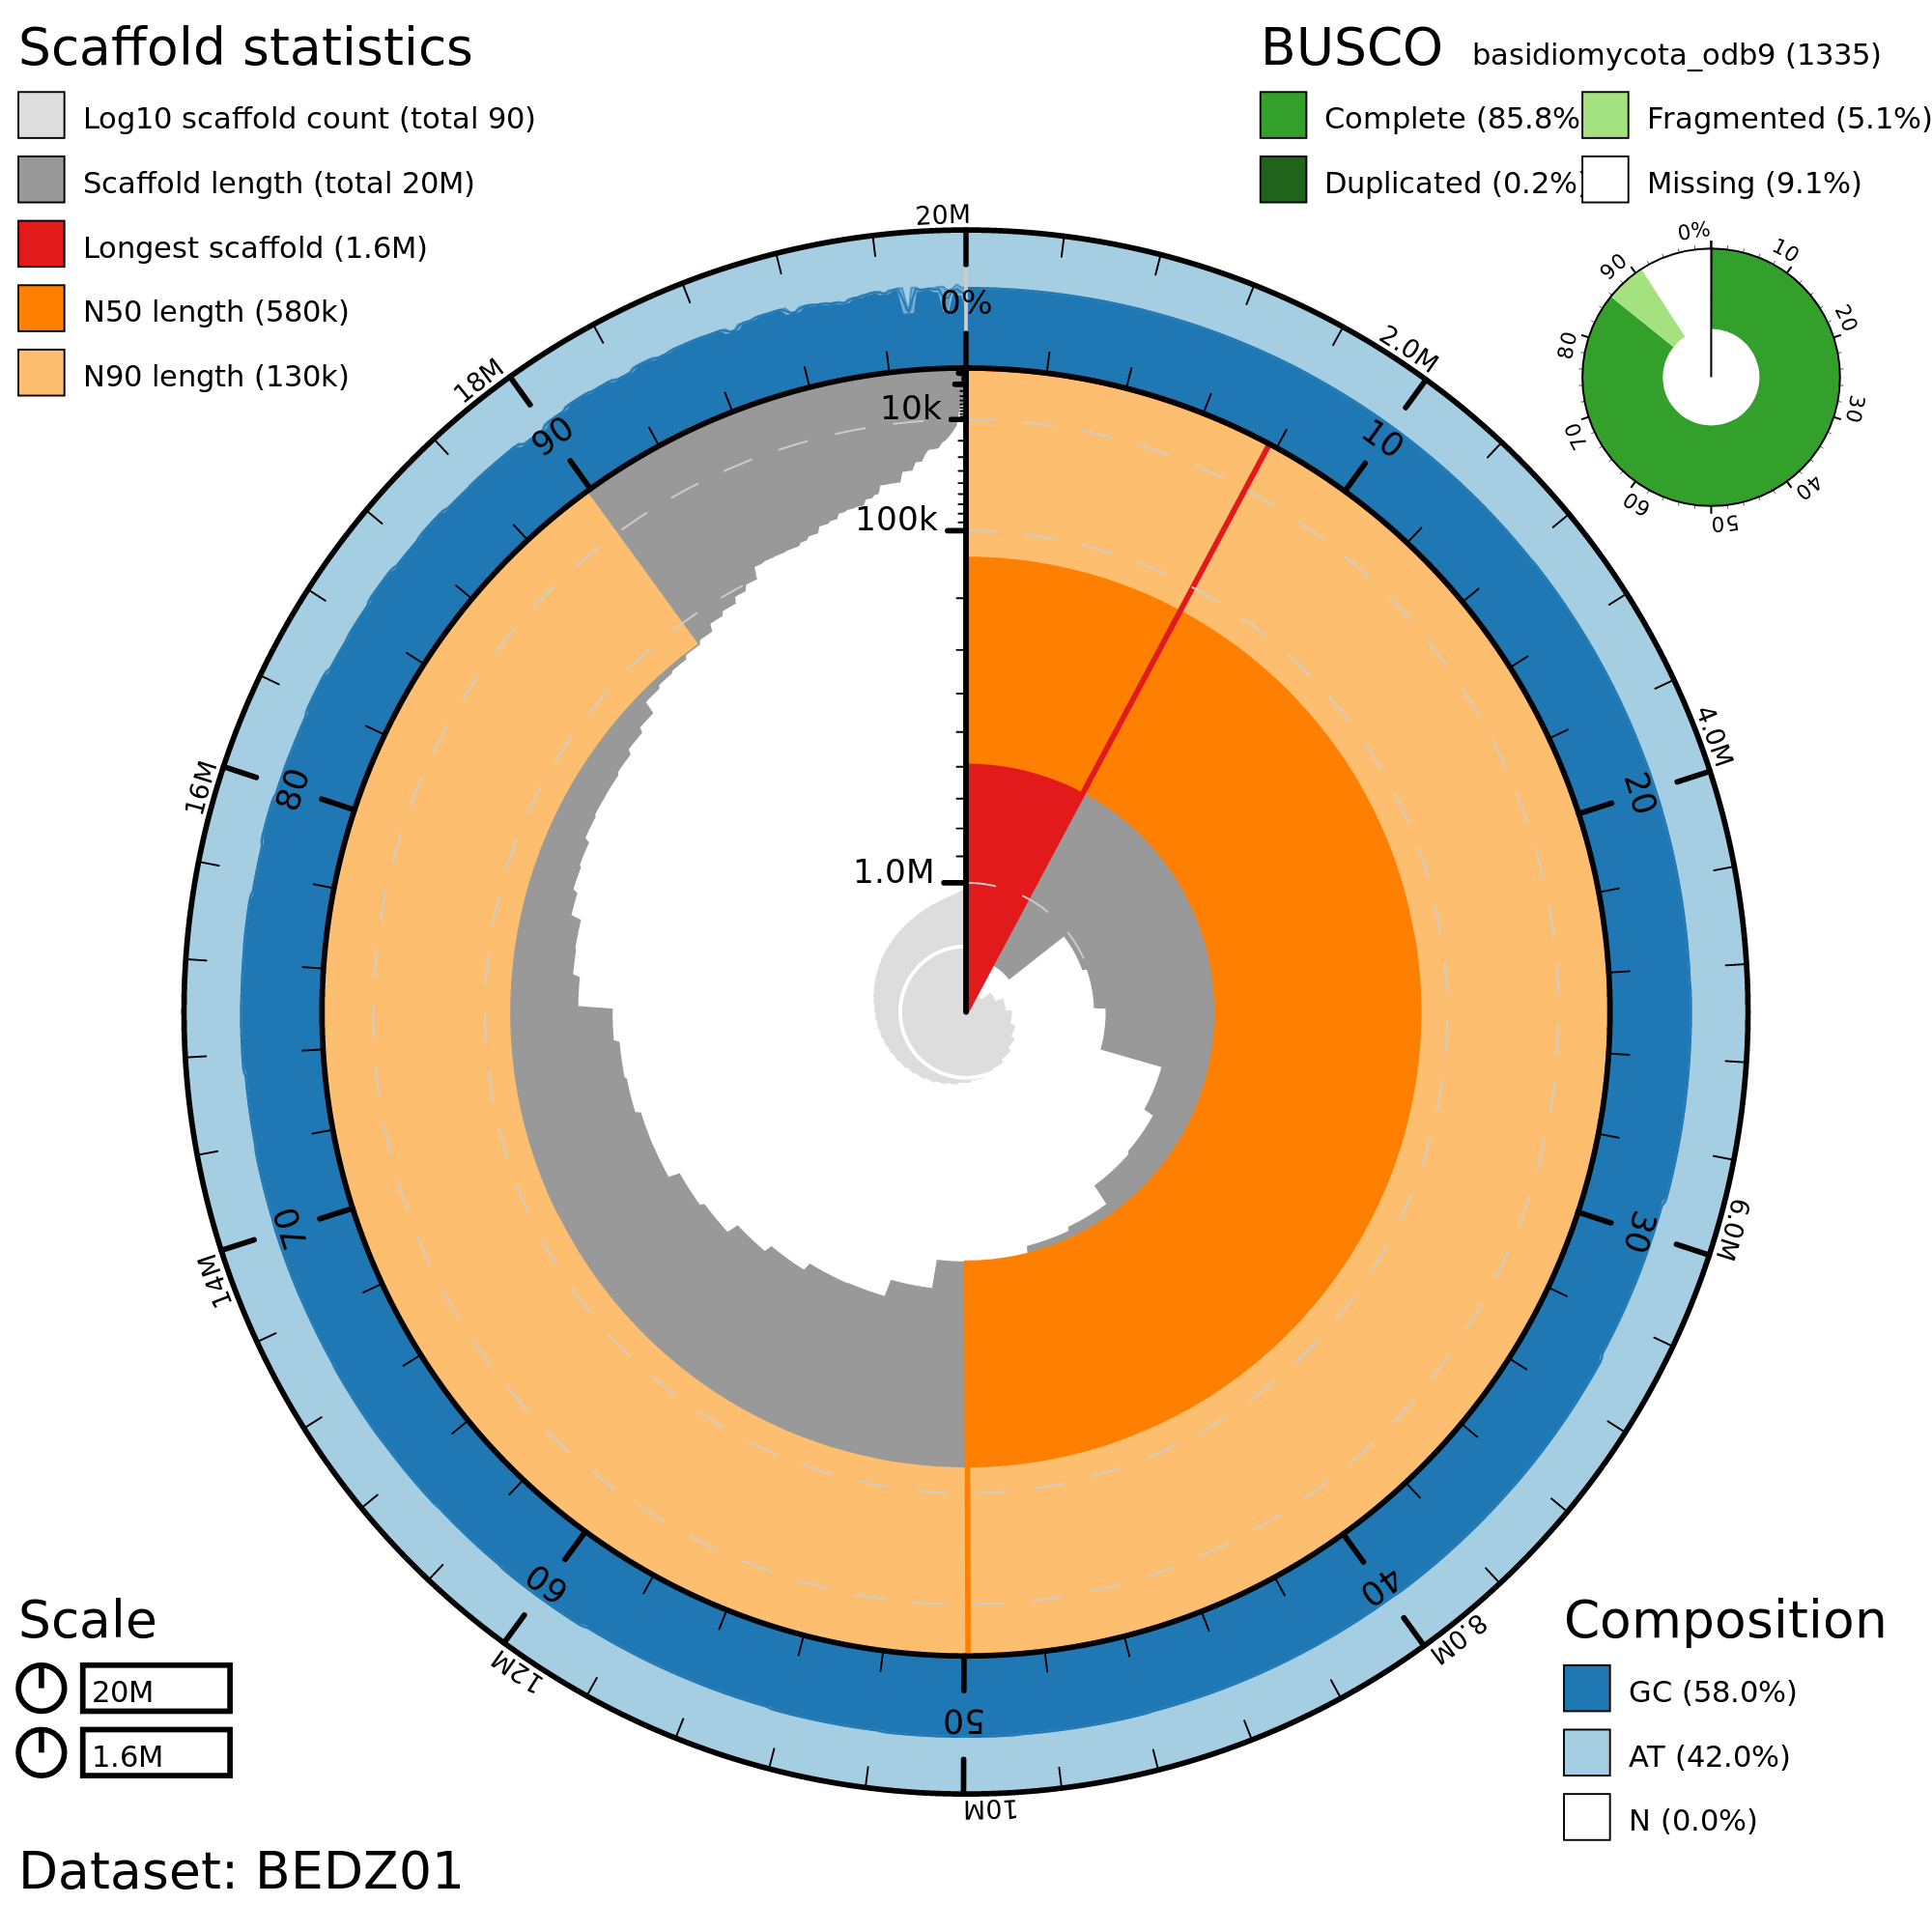 Scaffold statistics
Log10 scaffold count (total 90)
Scaffold length (total 20M)
Longest scaffold (1.6M)
N50 length (580k)
N90 length (130k)
BUSCO basidiomycota_odb9 (1335)
Complete (85.8%
Fragmented (5.1%)
Duplicated (0.2%)
Missing (9.1%)
0%
10
20
30
40
50
60
70
80
90
20M
2.0M
4.0M
6.0M
8.0M
10M
12M
14M
16M
18M
0%
10
20
30
40
50
60
70
80
90
10k
100k
1.0M
Scale
20M
1.6M
Composition
GC (58.0%)
AT (42.0%)
N (0.0%)
Dataset: BEDZ01